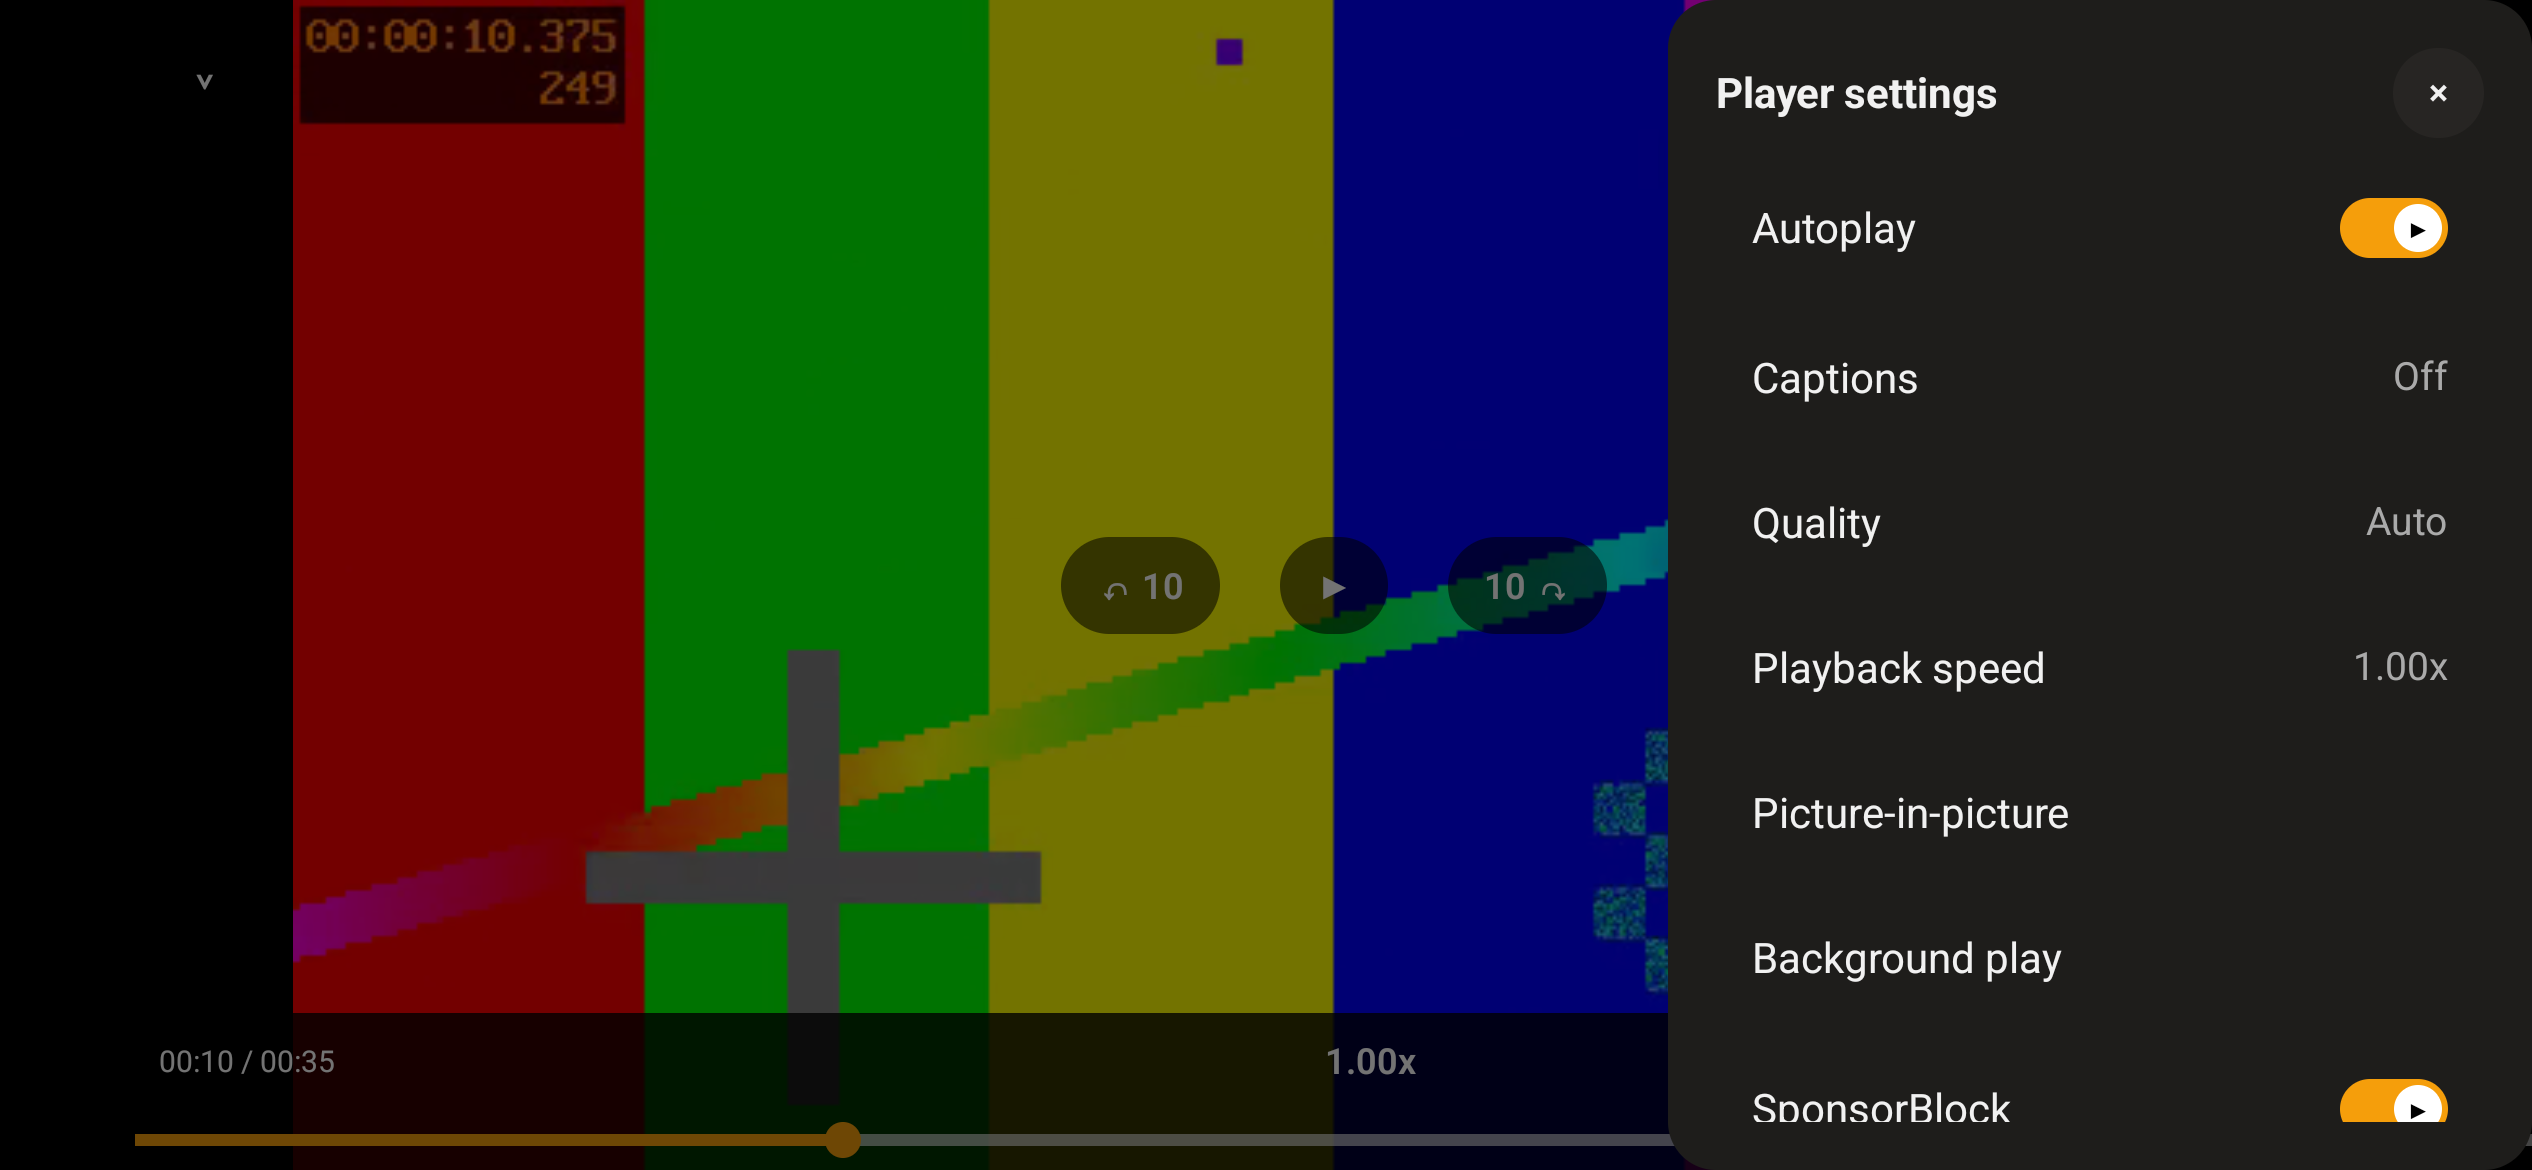 00:00:10.375
249
Player settings
Autoplay
Captions
Off
Quality
Auto
10
10
Playback speed
1.00x
Picture-in-picture
Background play
00:10 / 00:35
1.00x
SponsorBlock